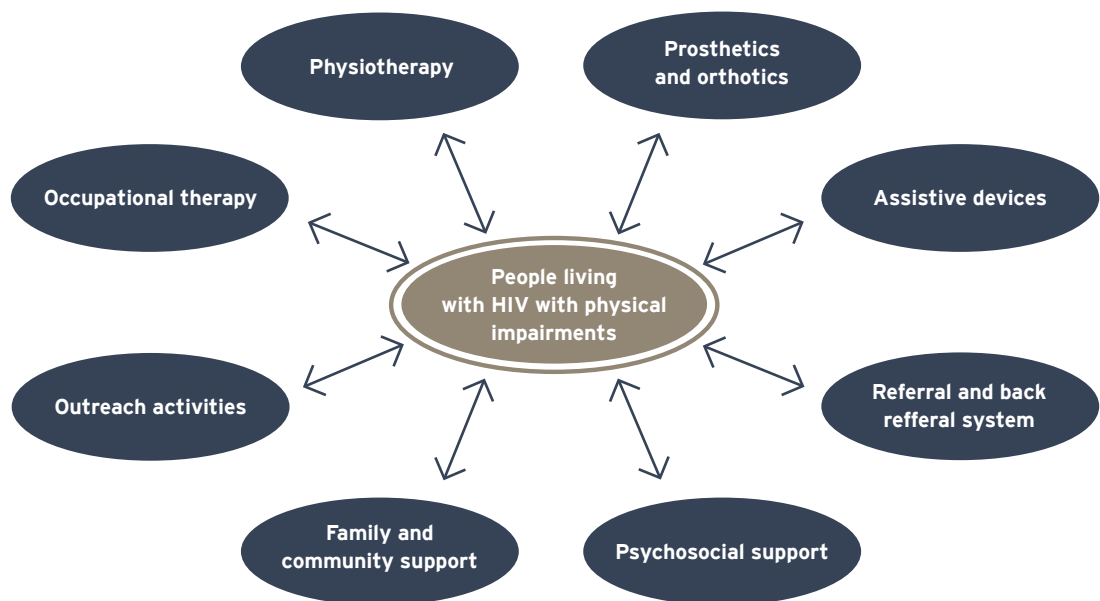 Physiotherapy
Prosthetics
and orthotics
Occupational therapy
Assistive devices
People living
with HIV with physical
impairments
Outreach activities
Referral and back
refferal system
Family and
community support
Psychosocial support